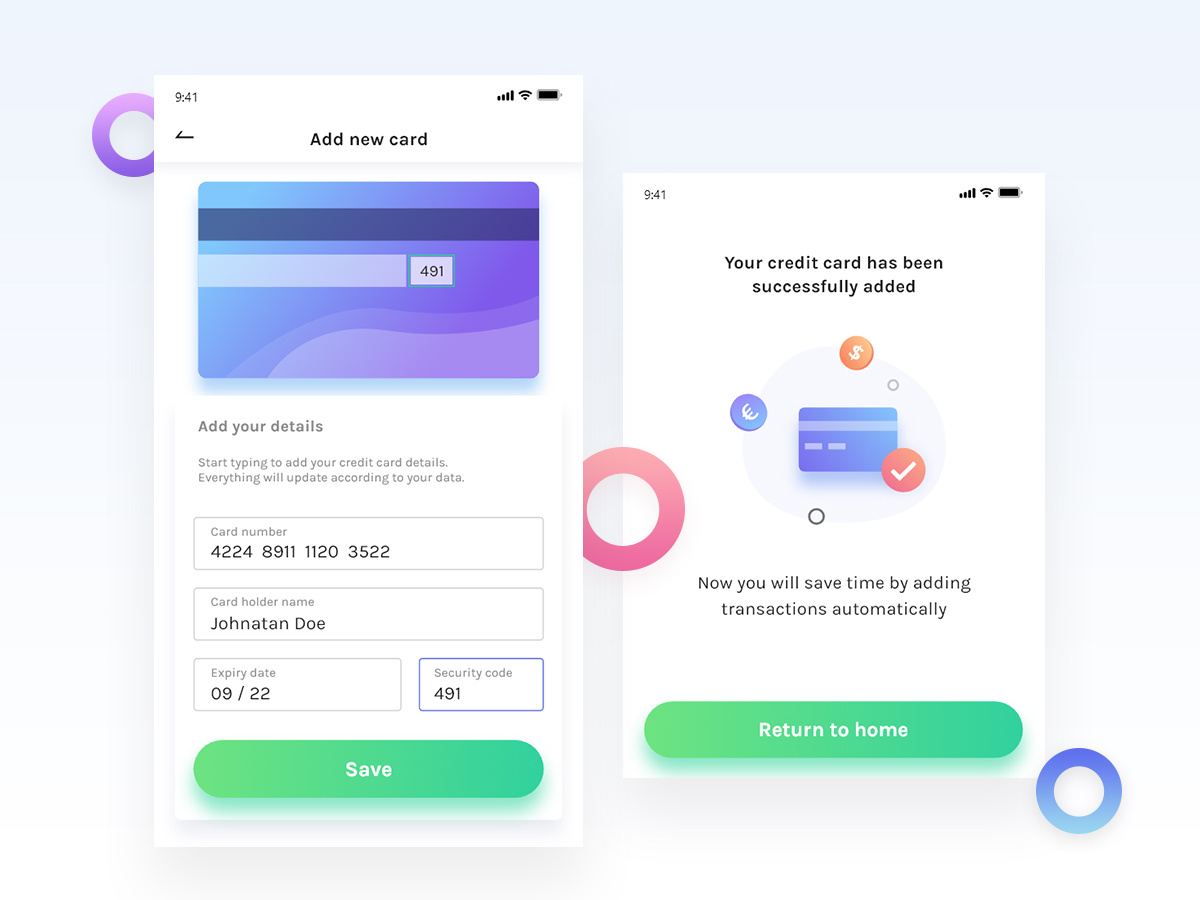 9:41
Add new card
491
Add your details
Start typing to add your credit card details.
Everything will update according to your data.
Card number
4224 8911 1120 3522
Card holder name
Johnatan Doe
Expiry date
09 / 22
Security code
491
Save
9:41
Your credit card has been
successfully added
$
€
Now you will save time by adding
transactions automatically
Return to home